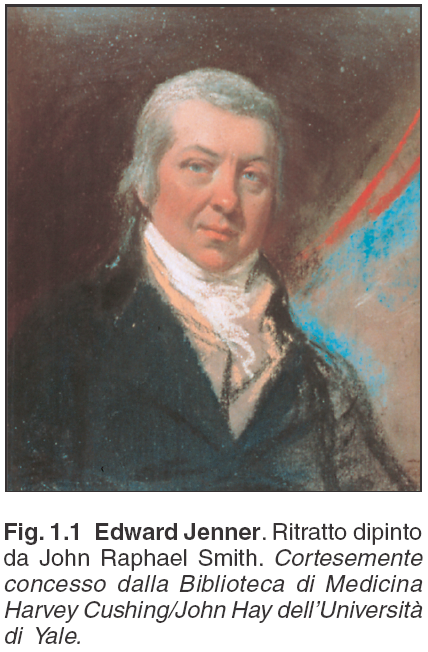 Fig. 1.1 Edward Jenner. Ritratto dipinto
da John Raphael Smith. Cortesemente
concesso dalla Biblioteca di Medicina
Harvey Cushing/John Hay dell’Università
di Yale.